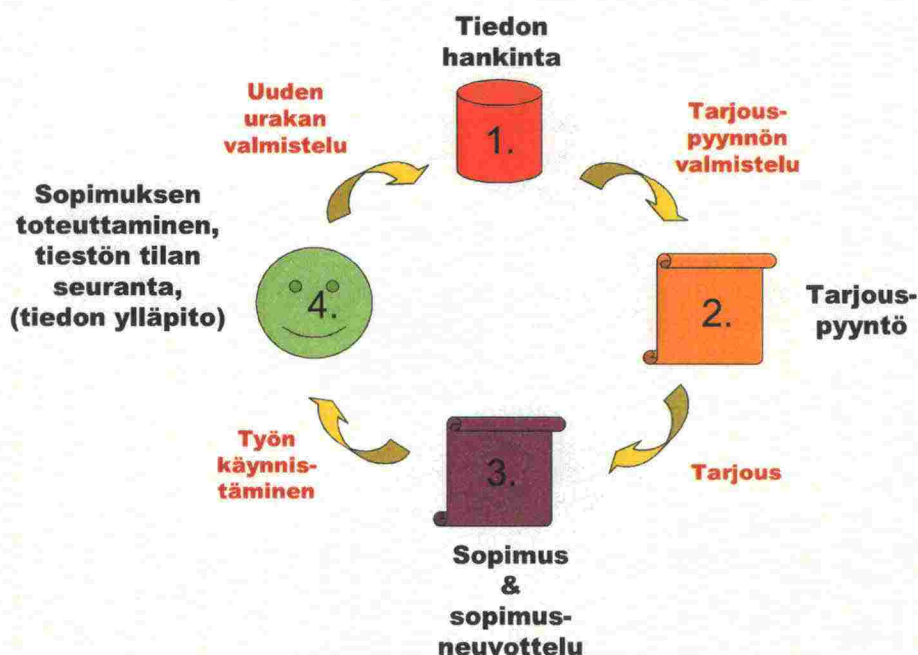 Tiedon
hankinta
1.
Tarjous-
pyynnön
valmistelu
2.
Tarjous-
pyyntö
Tarjous
3.
Sopimus
&
sopimus-
neuvottelu
Työn
käynnis-
täminen
4.
Sopimuksen
toteuttaminen,
tiestön tilan
seuranta,
(tiedon ylläpito)
Uuden
urakan
valmistelu